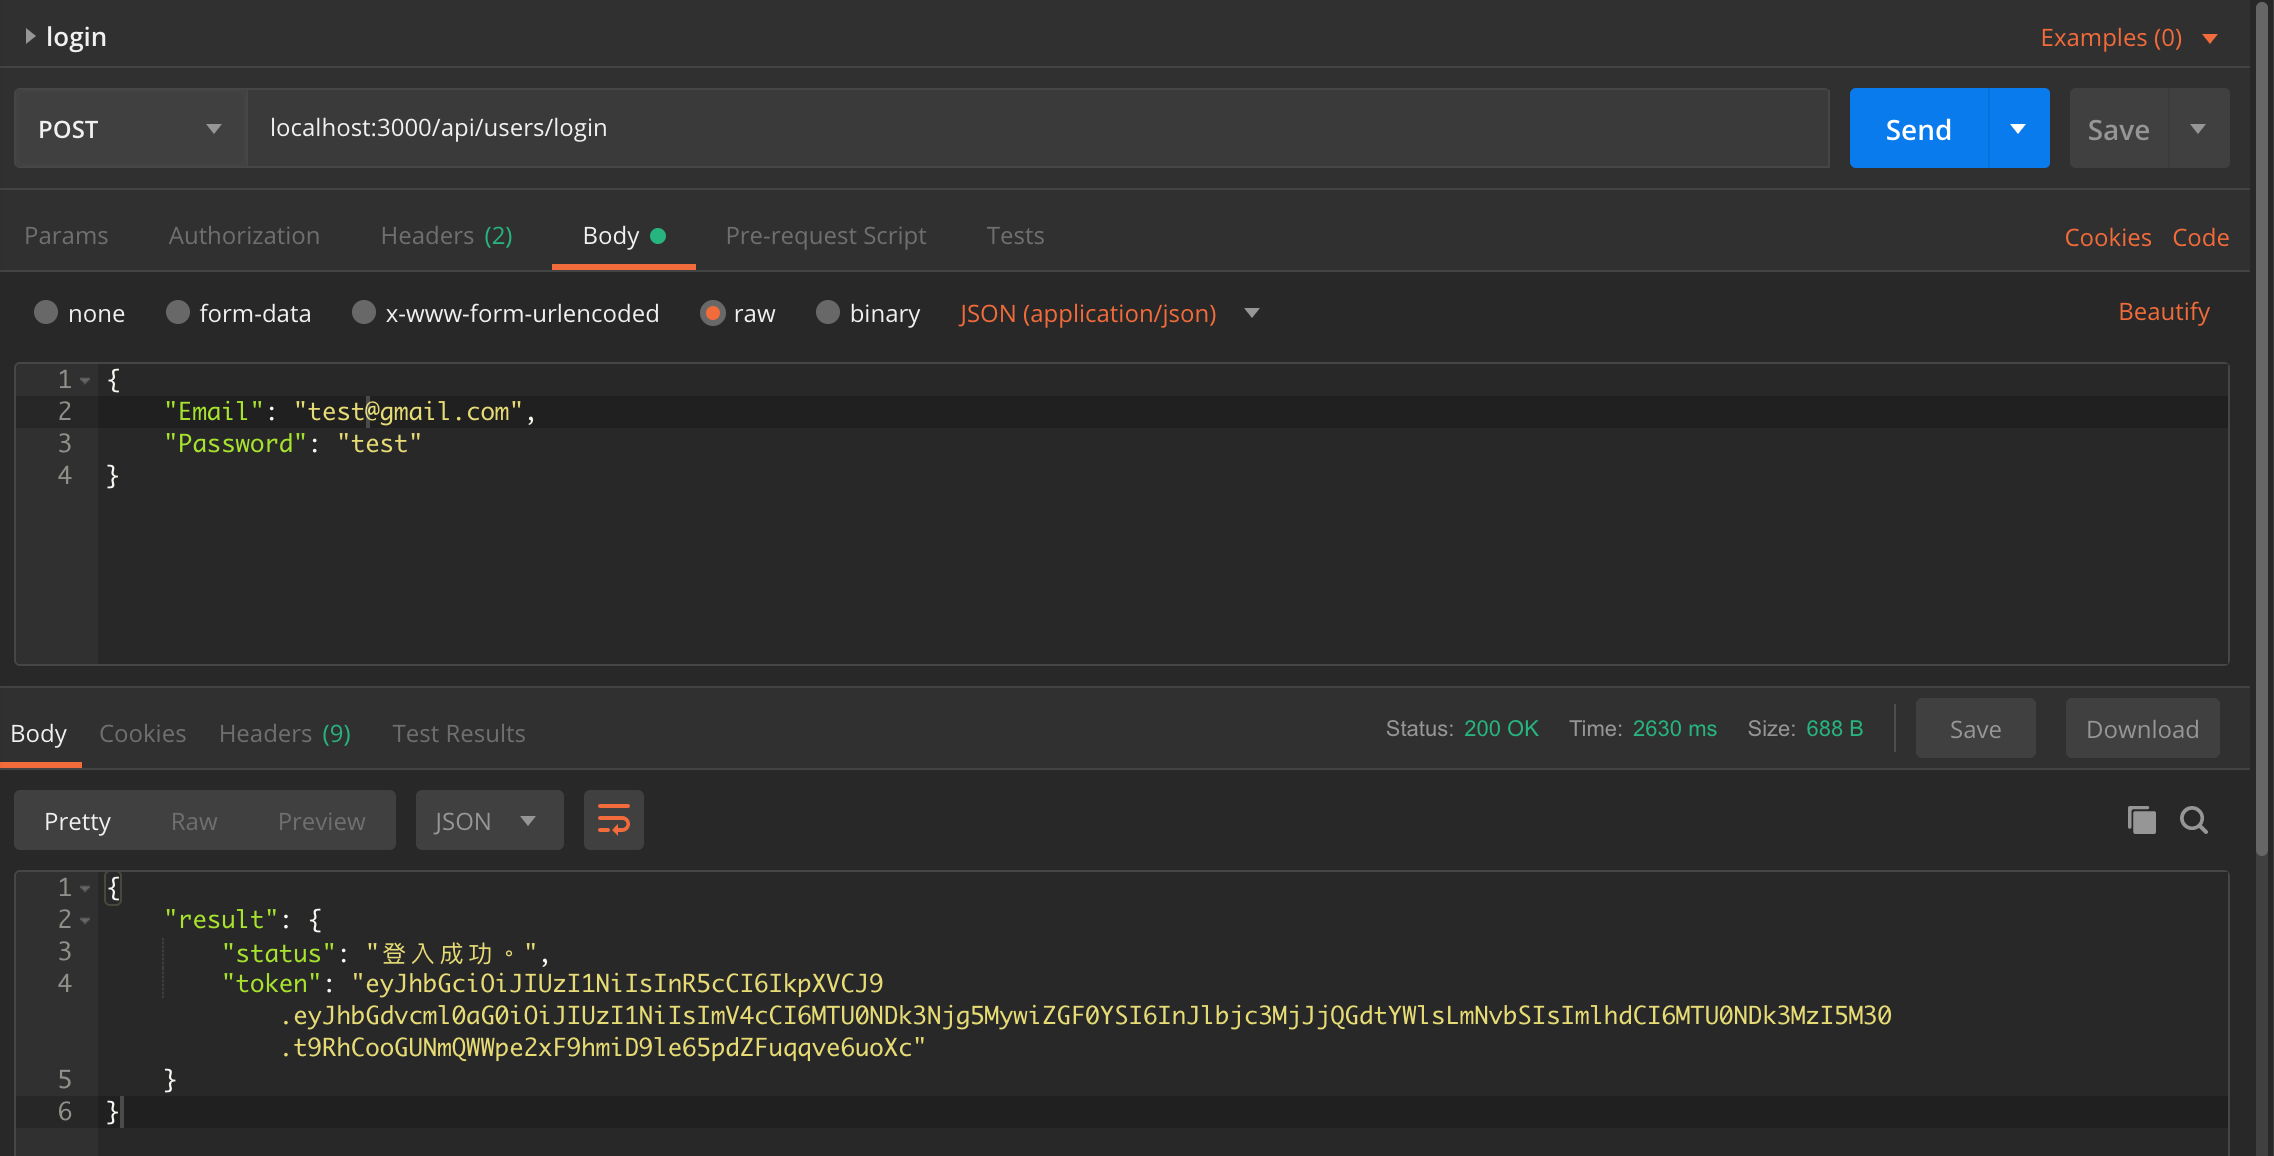 login
Examples (0)
POST
localhost:3000/api/users/login
Send
Save
Params Authorization Headers (2) Body Pre-request Script Tests
Cookies Code
none form-data x-www-form-urlencoded raw binary JSON (application/json)
Beautify
1 {
2 "Email": "test@gmail.com",
3 "Password": "test"
4 }
Body Cookies Headers (9) Test Results
Status: 200 OK Time: 2630 ms Size: 688 B
Save
Download
Pretty Raw Preview
JSON
1 {
2 "result": {
3 "status": "登入成功。",
4 "token": "eyJhbGciOiJIUzI1NiIsInR5cCI6IkpXVCJ9
.eyJhbGdvcml0aG0iOiJIUzI1NiIsImV4cCI6MTU0NDk3Njg5MywiZGF0YSI6InJlbjc3MjJjQGdtYWlsLmNvbSIsImlhdCI6MTU0NDk3MzI5M30
.t9RhCooGUNmQWWpe2xF9hmiD9le65pdZFuqqve6uoXc"
5 }
6 }